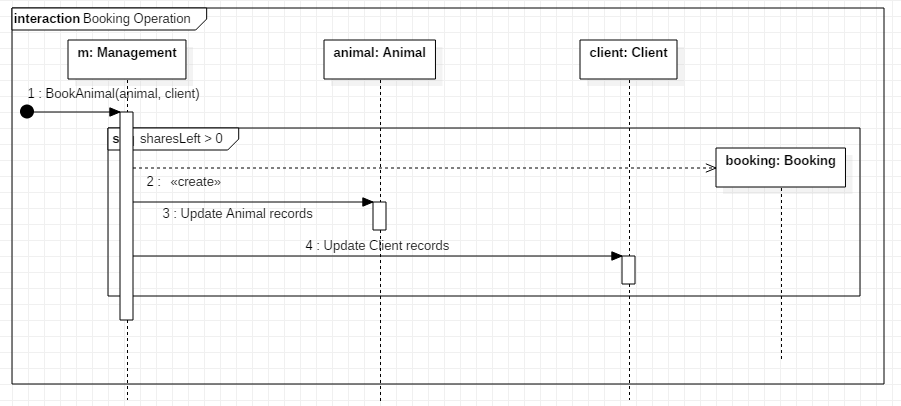 interaction Booking Operation
m: Management
animal: Animal
client: Client
1 : BookAnimal(animal, client)
sharesLeft > 0
booking: Booking
2 : «create»
3 : Update Animal records
4 : Update Client records